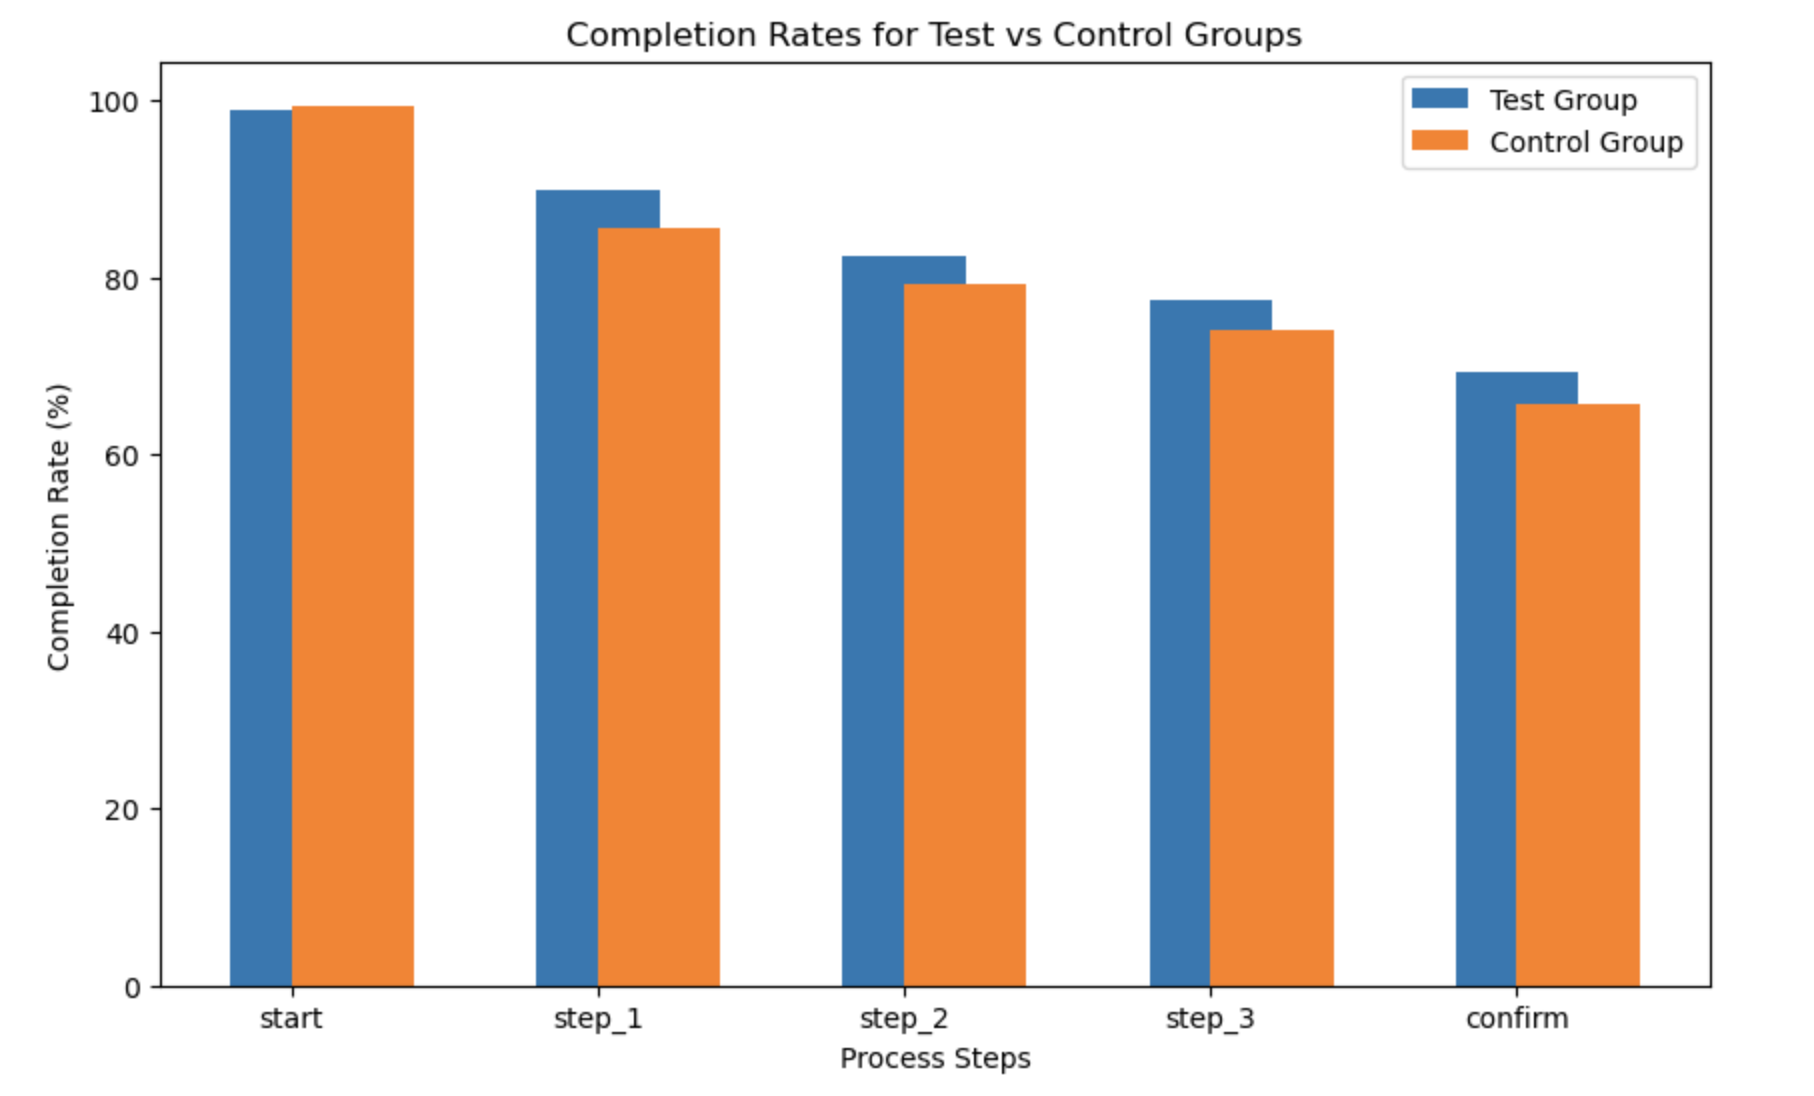 Completion Rates for Test vs Control Groups
Test Group
Control Group
Completion Rate (%)
100
80
60
40
20
0
start
step_1
step_2
step_3
confirm
Process Steps